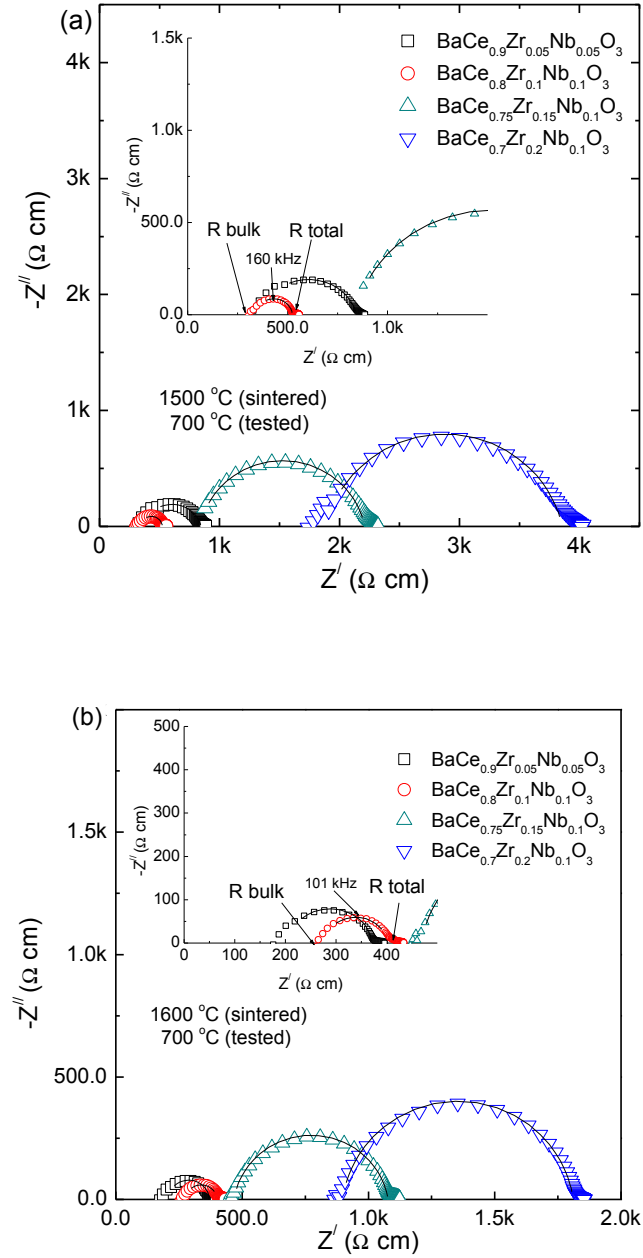 (a)
4k
3k
2k
1k
0
0
1k
2k
3k
4k
-Z// (Ω cm)
Z/ (Ω cm)
1.5k
1.0k
500.0
0.0
0.0
500.0
1.0k
-Z// (Ω cm)
Z/ (Ω cm)
R bulk
R total
160 kHz
BaCe0.9Zr0.05Nb0.05O3
BaCe0.8Zr0.1Nb0.1O3
BaCe0.75Zr0.15Nb0.1O3
BaCe0.7Zr0.2Nb0.1O3
1500 oC (sintered)
700 oC (tested)
(b)
1.5k
1.0k
500.0
0.0
0.0
500.0
1.0k
1.5k
2.0k
-Z// (Ω cm)
Z/ (Ω cm)
500
400
300
200
100
0
0
100
200
300
400
-Z// (Ω cm)
Z/ (Ω cm)
R bulk
101 kHz
R total
BaCe0.9Zr0.05Nb0.05O3
BaCe0.8Zr0.1Nb0.1O3
BaCe0.75Zr0.15Nb0.1O3
BaCe0.7Zr0.2Nb0.1O3
1600 oC (sintered)
700 oC (tested)